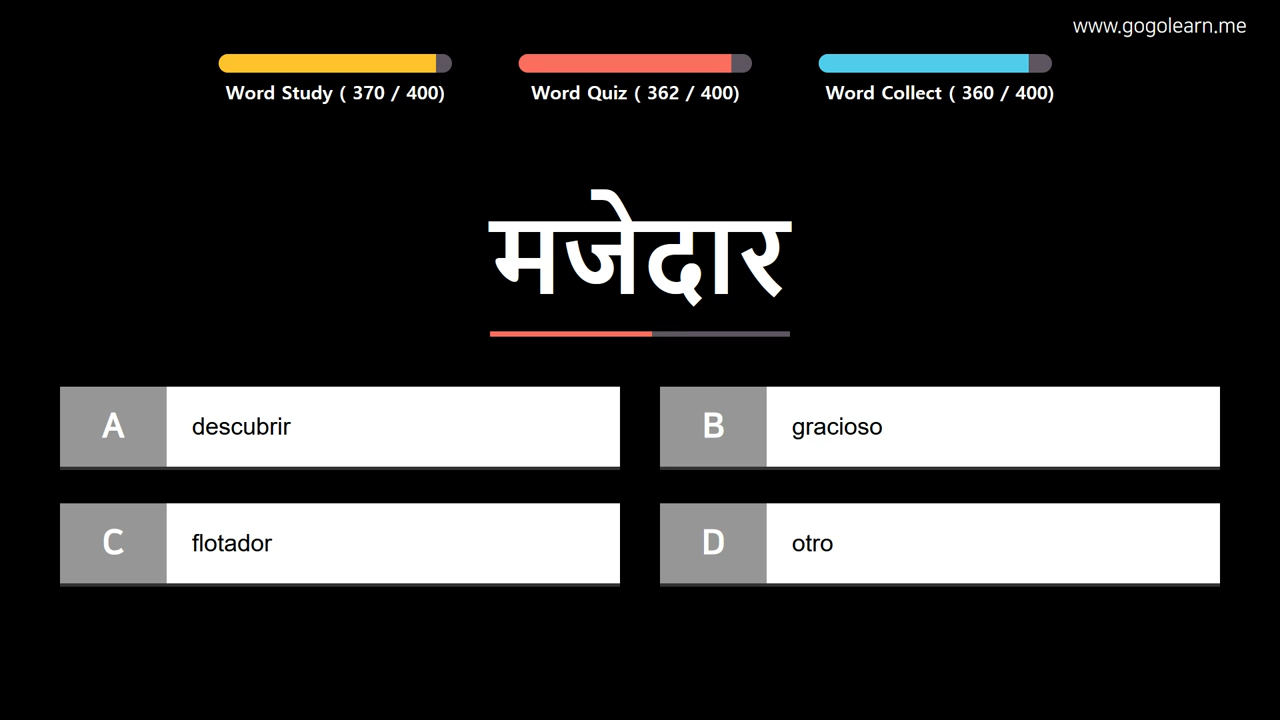 www.gogolearn.me
Word Study ( 370 / 400)
Word Quiz ( 362 / 400)
Word Collect ( 360 / 400)
मजेदार
A descubrir
B gracioso
C flotador
D otro